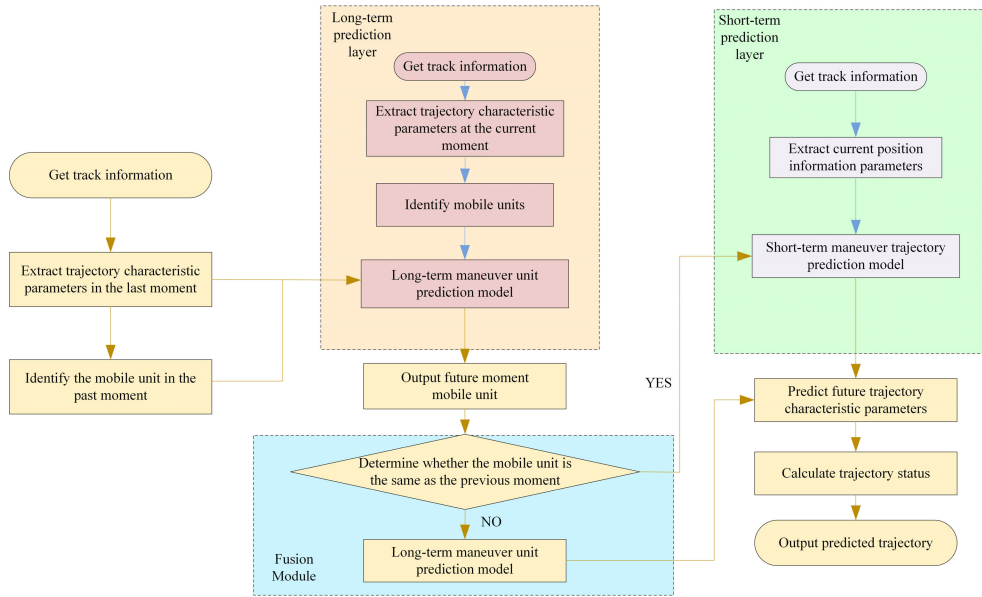 Get track information
Extract trajectory characteristic
parameters in the last moment
Identify the mobile unit in the
past moment
Long-term
prediction
layer
Get track information
Extract trajectory characteristic
parameters at the current
moment
Identify mobile units
Long-term maneuver unit
prediction model
Output future moment
mobile unit
Determine whether the mobile unit is
the same as the previous moment
YES
NO
Fusion
Module
Long-term maneuver unit
prediction model
Short-term
prediction
layer
Get track information
Extract current position
information parameters
Short-term maneuver trajectory
prediction model
Predict future trajectory
characteristic parameters
Calculate trajectory status
Output predicted trajectory